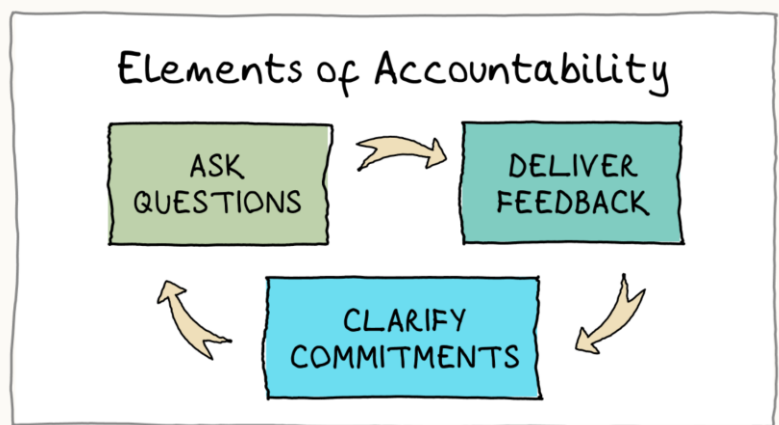 Elements of Accountability
ASK
QUESTIONS
DELIVER
FEEDBACK
CLARIFY
COMMITMENTS